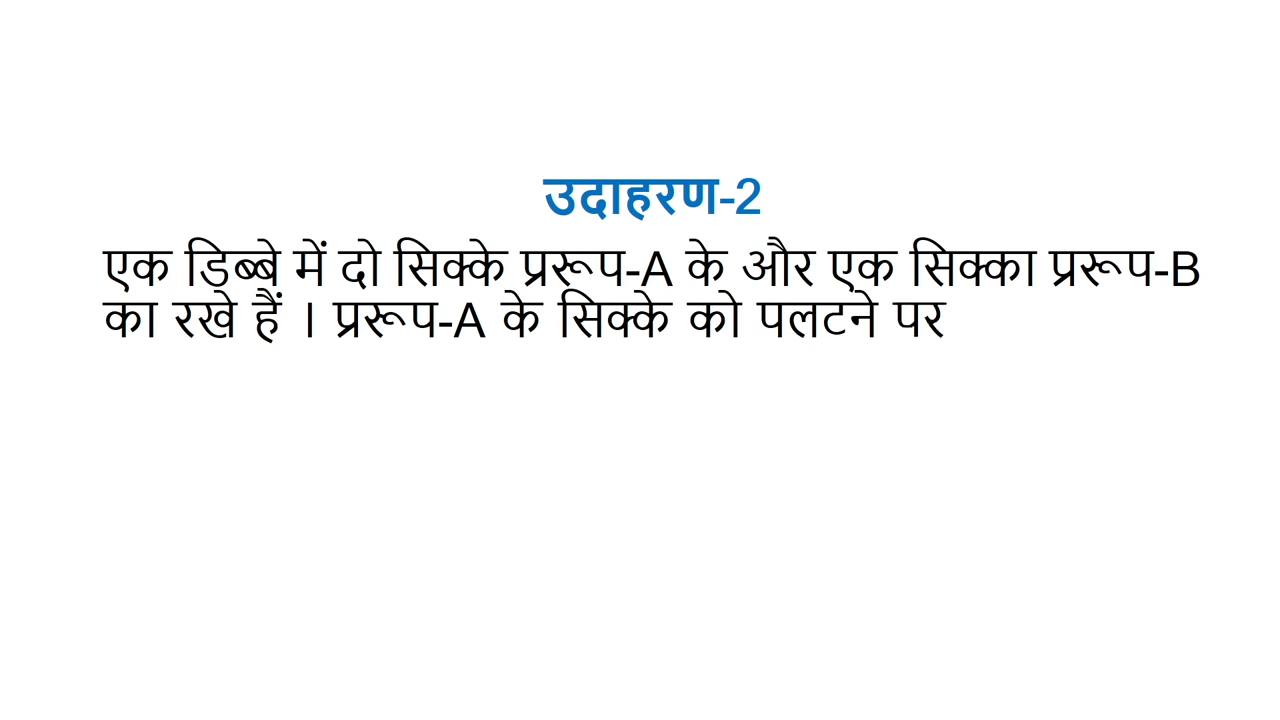 उदाहरण-2
एक डिब्बे में दो सिक्के प्ररूप-A के और एक सिक्का प्ररूप-B
का रखे हैं । प्ररूप-A के सिक्के को पलटने पर